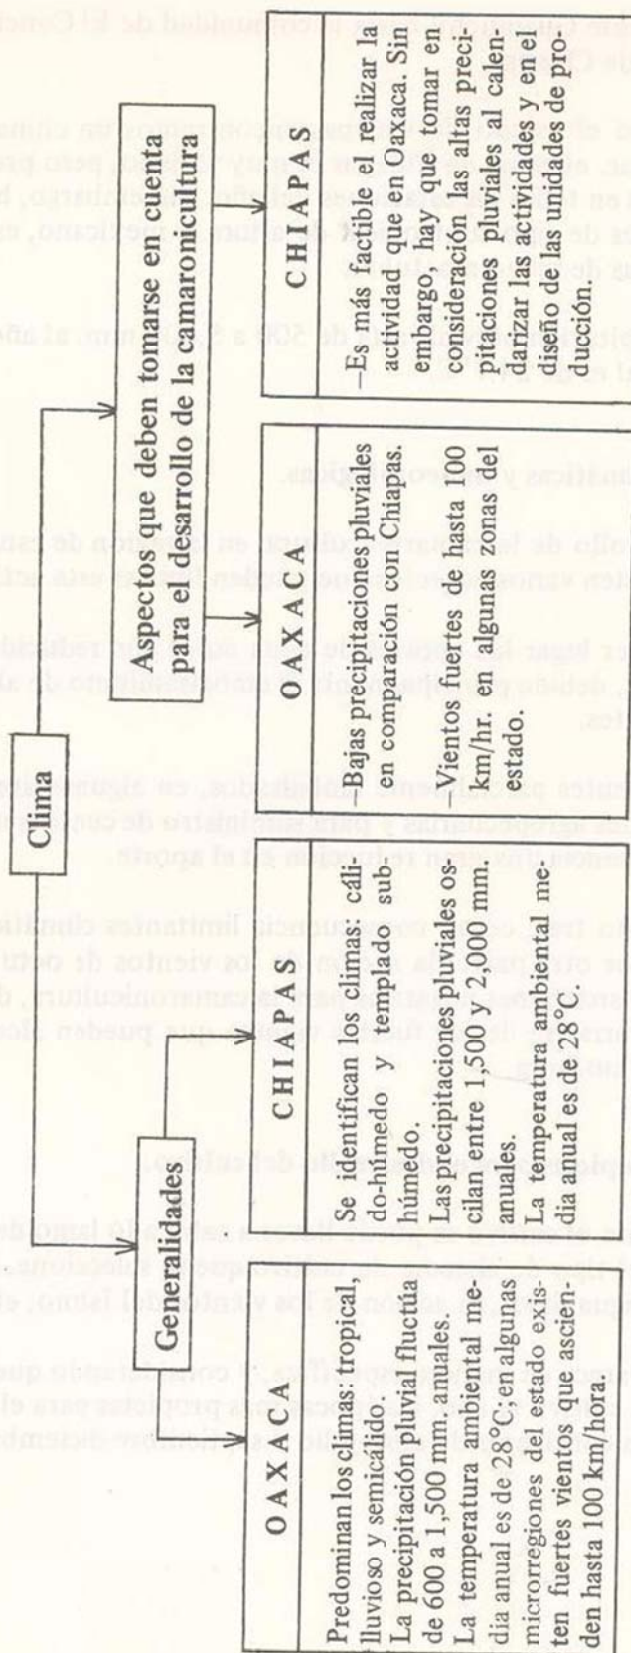 Clima
Generalidades
OAXACA
Predominan los climas: tropical,
lluvioso y semicálido.
La precipitación pluvial fluctúa
de 600 a 1,500 mm. anuales.
La temperatura ambiental me-
dia anual es de 28°C, en algunas
microrregiones del estado exis-
ten fuertes vientos que ascien-
den hasta 100 km/hora.
CHIAPAS
Se identifican los climas: cáli-
do-húmedo y templado sub-
húmedo.
Las precipitaciones pluviales os-
cilan entre 1,500 y 2,000 mm.
anuales.
La temperatura ambiental me-
dia anual es de 28°C.
Aspectos que deben tomarse en cuenta
para el desarrollo de la camaronicultura
OAXACA
—Bajas precipitaciones pluviales
en compatación con Chiapas.
—Vientos fuertes de hasta 100
km/hr. en algunas zonas del
estado.
CHIAPAS
—Es más factible el realizar la
actividad que en Oaxaca. Sin
embargo, hay que tomar en
consideración las altas preci-
pitaciones pluviales al calen-
darizar las actividades y en el
diseño de las unidades de pro-
ducción.